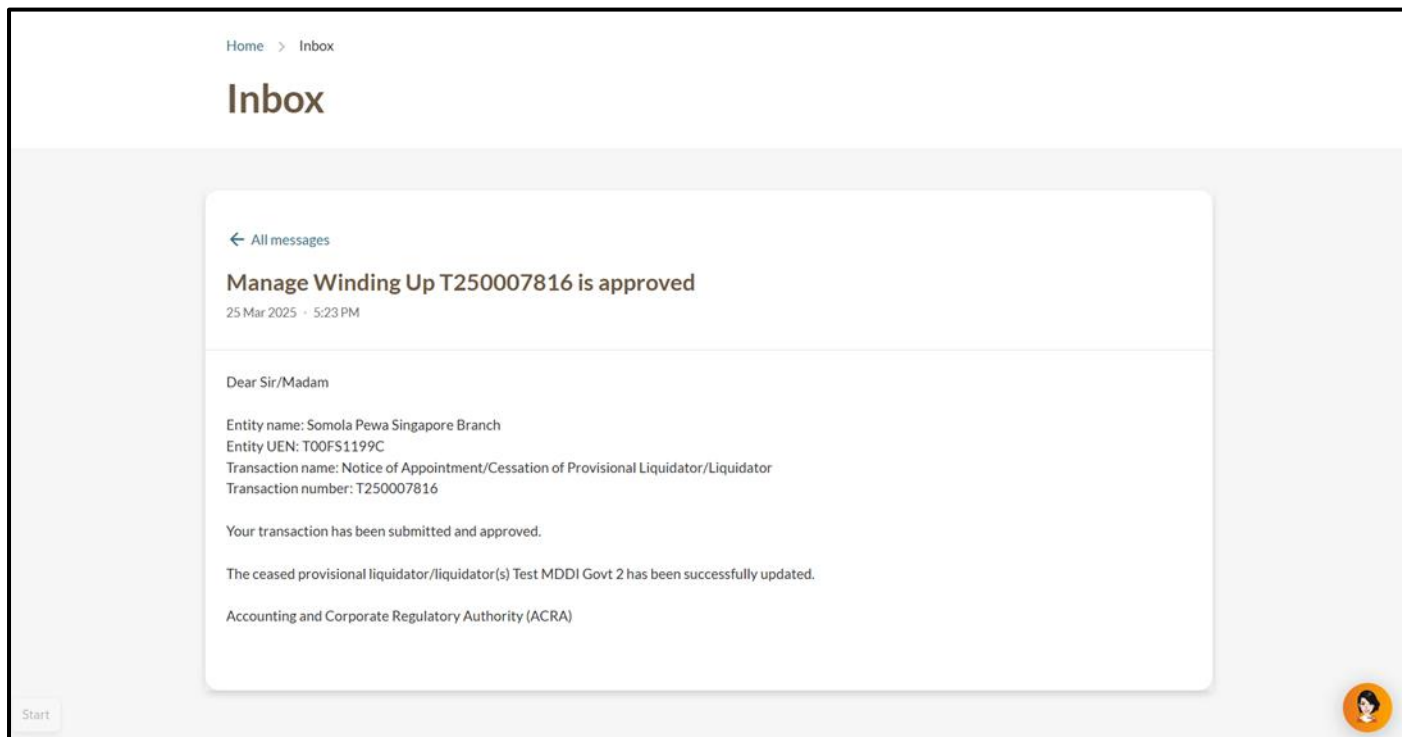 Home > Inbox
Inbox
← All messages
Manage Winding Up T250007816 is approved
25 Mar 2025 · 5:23 PM
Dear Sir/Madam
Entity name: Somola Pewa Singapore Branch
Entity UEN: T00FS1199C
Transaction name: Notice of Appointment/Cessation of Provisional Liquidator/Liquidator
Transaction number: T250007816
Your transaction has been submitted and approved.
The ceased provisional liquidator/liquidator(s) Test MDDI Govt 2 has been successfully updated.
Accounting and Corporate Regulatory Authority (ACRA)
Start